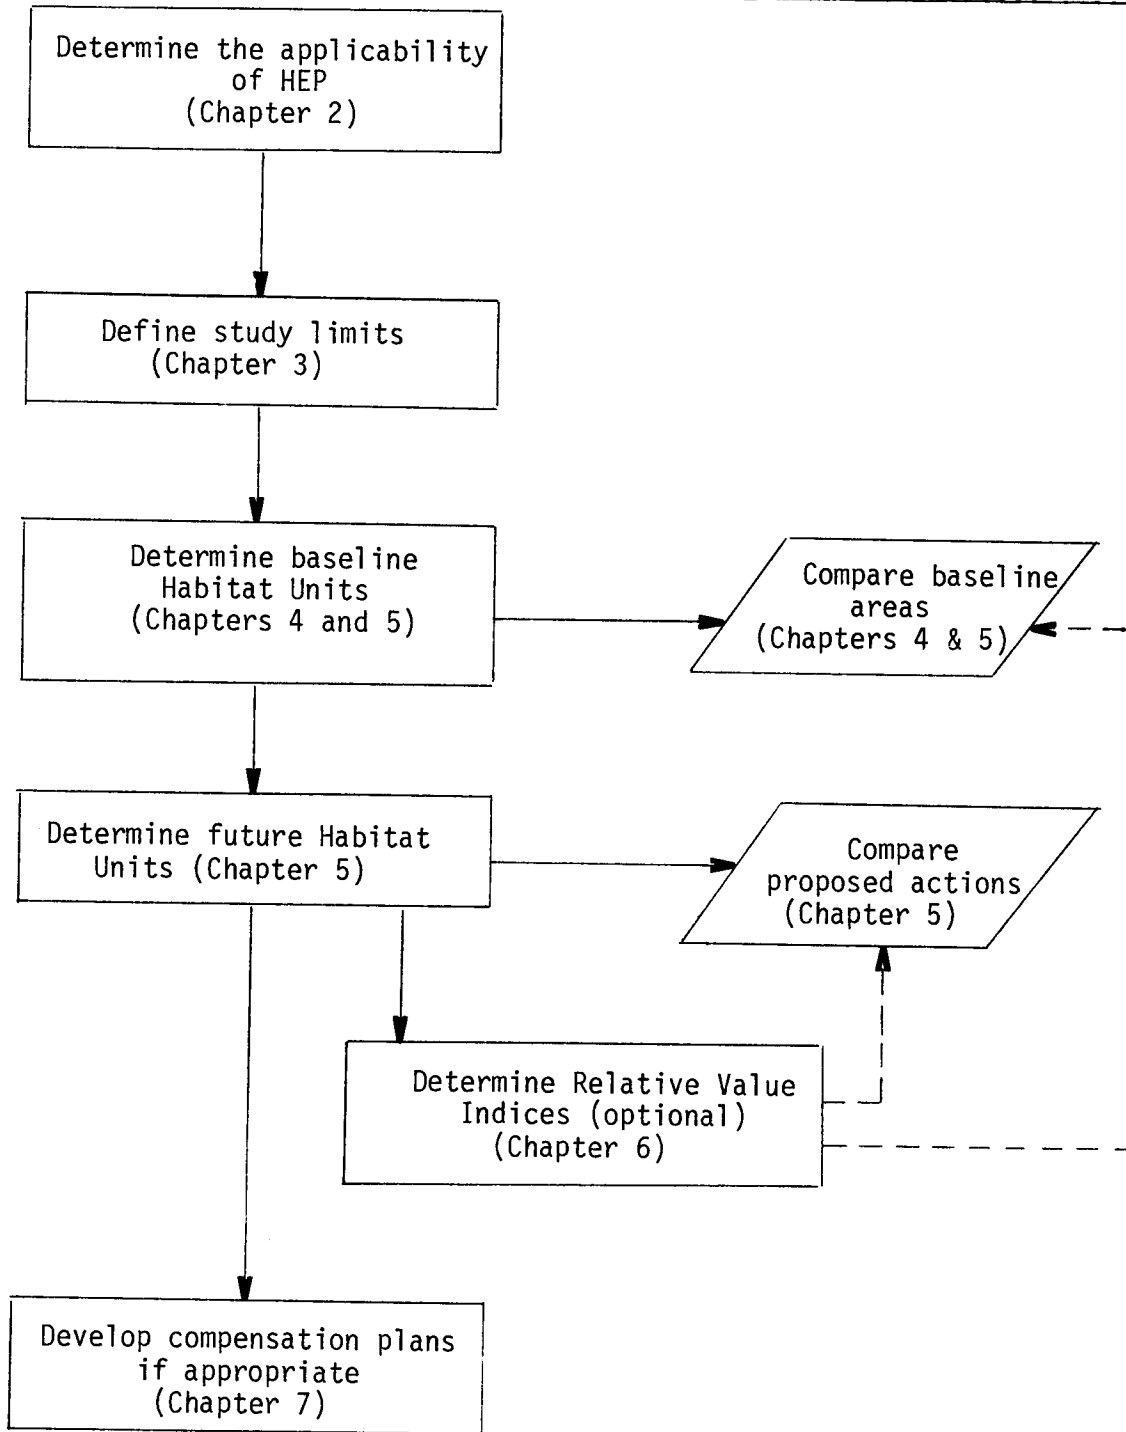 Determine the applicability
of HEP
(Chapter 2)
Define study limits
(Chapter 3)
Determine baseline
Habitat Units
(Chapters 4 and 5)
Compare baseline
areas
(Chapters 4 & 5)
Determine future Habitat
Units (Chapter 5)
Compare
proposed actions
(Chapter 5)
Determine Relative Value
Indices (optional)
(Chapter 6)
Develop compensation plans
if appropriate
(Chapter 7)